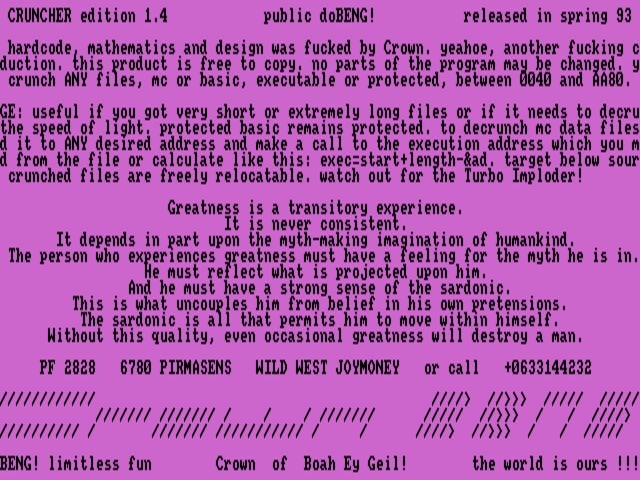 CRUNCHER edition 1.4 public doBENG! released in spring 93
hardcode, mathematics and design was fucked by Crown. yeahoe, another fucking c
duction. this product is free to copy. no parts of the program may be changed. y
crunch ANY files, mc or basic, executable or protected, between 0040 and AA80.
GE: useful if you got very short or extremely long files or if it needs to decru
the speed of light. protected basic remains protected. to decrunch mc data files
d it to ANY desired address and make a call to the execution address which you m
d from the file or calculate like this: exec=start+length-&ad. target below sour
crunched files are freely relocatable. watch out for the Turbo Imploder!
Greatness is a transitory experience.
It is never consistent.
It depends in part upon the myth-making imagination of humankind.
The person who experiences greatness must have a feeling for the myth he is in.
He must reflect what is projected upon him.
And he must have a strong sense of the sardonic.
This is what uncouples him from belief in his own pretensions.
The sardonic is all that permits him to move within himself.
Without this quality, even occasional greatness will destroy a man.
PF 2828 6780 PIRMASENS WILD WEST JOYMONEY or call +0633144232
BENG! limitless fun Crown of Boah Ey Geil! the world is ours !!!